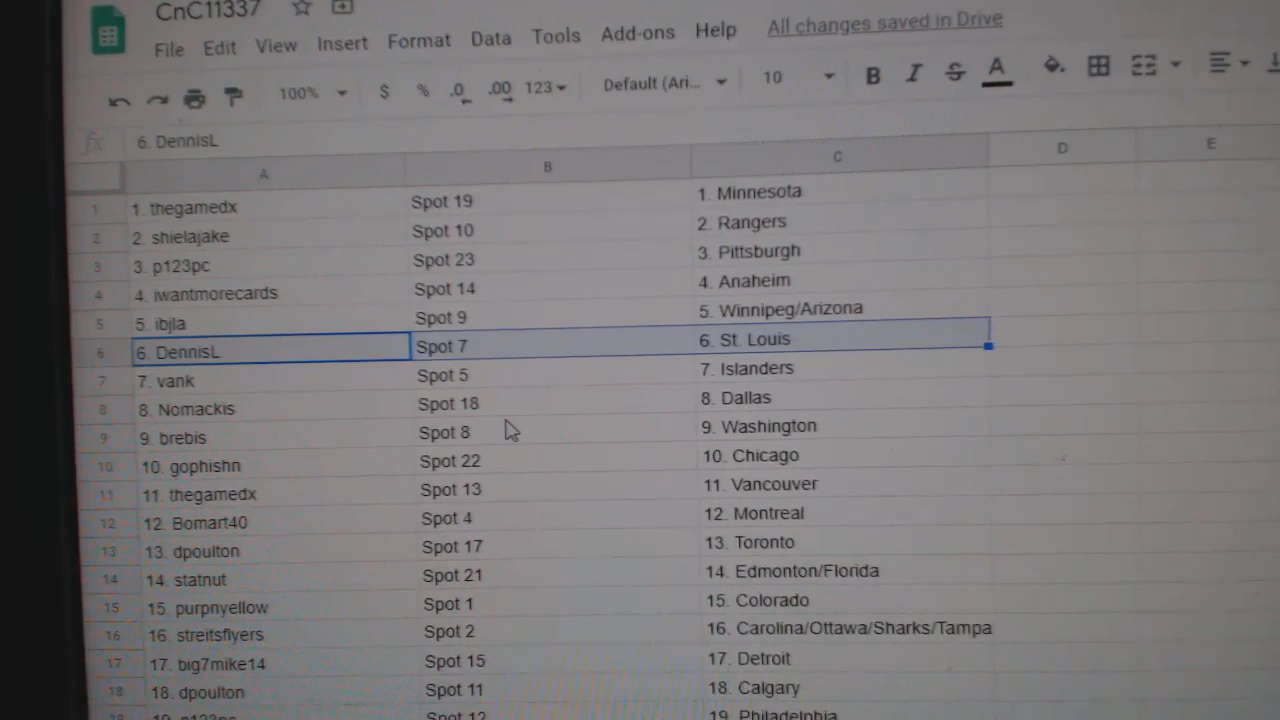 CnC11337
File Edit View Insert Format Data Tools Add-ons Help All changes saved in Drive
100% $ % .0 .00 123 Default (Ari... 10 B I S A
fx 6. DennisL
A B C D E
1 1. thegamedx Spot 19 1. Minnesota
2 2. shielajake Spot 10 2. Rangers
3 3. p123pc Spot 23 3. Pittsburgh
4 4. iwantmorecards Spot 14 4. Anaheim
5 5. ibjla Spot 9 5. Winnipeg/Arizona
6 6. DennisL Spot 7 6. St. Louis
7 7. vank Spot 5 7. Islanders
8 8. Nomackis Spot 18 8. Dallas
9 9. brebis Spot 8 9. Washington
10 10. gophishn Spot 22 10. Chicago
11 11. thegamedx Spot 13 11. Vancouver
12 12. Bomart40 Spot 4 12. Montreal
13 13. dpoulton Spot 17 13. Toronto
14 14. statnut Spot 21 14. Edmonton/Florida
15 15. purpnyellow Spot 1 15. Colorado
16 16. streitsflyers Spot 2 16. Carolina/Ottawa/Sharks/Tampa
17 17. big7mike14 Spot 15 17. Detroit
18 18. dpoulton Spot 11 18. Calgary
19 19. p123pc Spot 12 19. Philadelphia